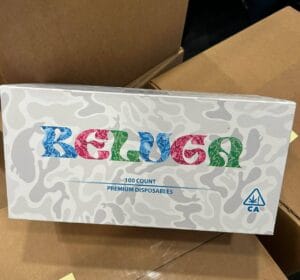 BELUGA
100 COUNT
PREMIUM DISPOSABLES
CA